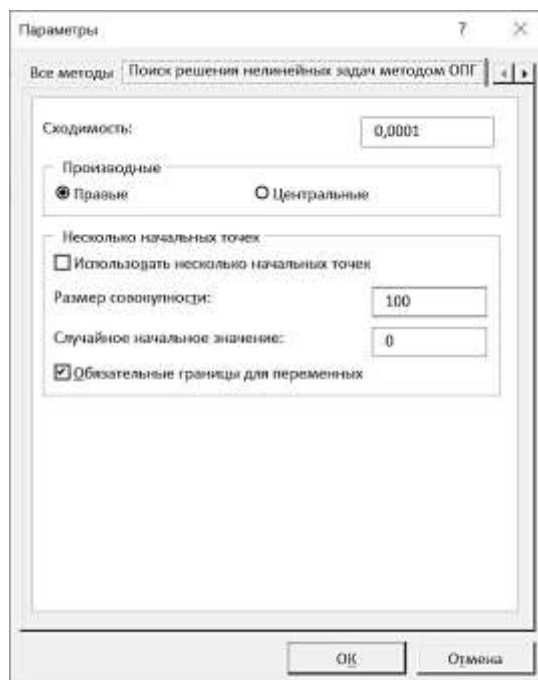 Параметры ? ×
Все методы Поиск решения нелинейных задач методом ОПГ
Сходимость: 0,0001
Производные
Правые Центральные
Несколько начальных точек
Использовать несколько начальных точек
Размер совокупности: 100
Случайное начальное значение: 0
Обязательные границы для переменных
ОК Отмена